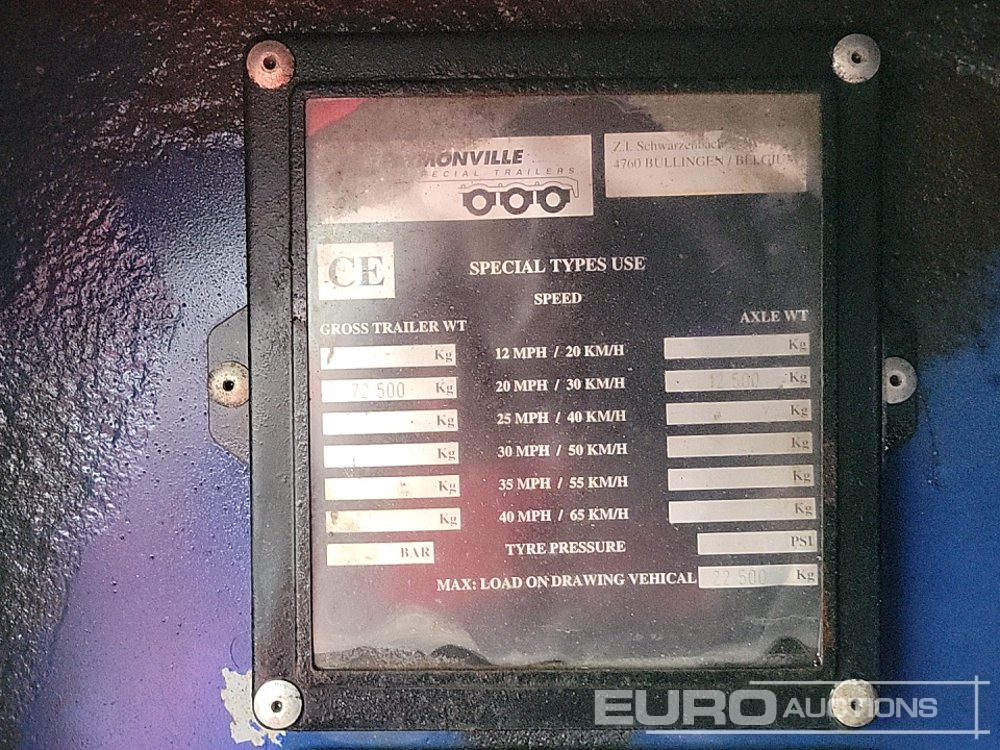 MONVILLE
PECIAL TRAILERS
Z.I. Schwarzenbach
4760 BULLINGEN / BELGIUM
CE
SPECIAL TYPES USE
SPEED
GROSS TRAILER WT AXLE WT
Kg 12 MPH / 20 KM/H Kg
72 500 Kg 20 MPH / 30 KM/H 12 500 Kg
Kg 25 MPH / 40 KM/H Kg
Kg 30 MPH / 50 KM/H Kg
Kg 35 MPH / 55 KM/H Kg
Kg 40 MPH / 65 KM/H Kg
BAR TYRE PRESSURE PSI
MAX: LOAD ON DRAWING VEHICAL 22 500 Kg
EURO AUCTIONS